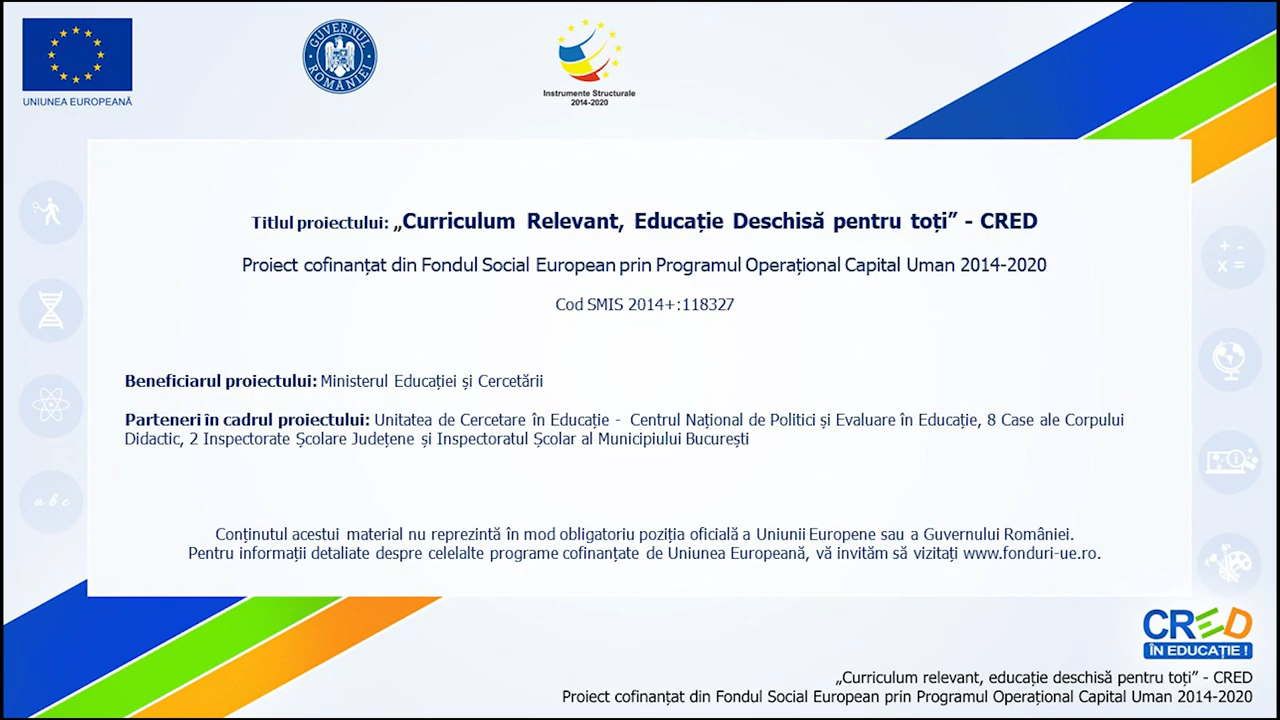 UNIUNEA EUROPEANĂ
GUVERNUL ROMÂNIEI
Instrumente Structurale
2014-2020
Titlul proiectului: „Curriculum Relevant, Educație Deschisă pentru toți” - CRED
Proiect cofinanțat din Fondul Social European prin Programul Operațional Capital Uman 2014-2020
Cod SMIS 2014+:118327
Beneficiarul proiectului: Ministerul Educației și Cercetării
Parteneri în cadrul proiectului: Unitatea de Cercetare în Educație - Centrul Național de Politici și Evaluare în Educație, 8 Case ale Corpului
Didactic, 2 Inspectorate Școlare Județene și Inspectoratul Școlar al Municipiului București
Conținutul acestui material nu reprezintă în mod obligatoriu poziția oficială a Uniunii Europene sau a Guvernului României.
Pentru informații detaliate despre celelalte programe cofinanțate de Uniunea Europeană, vă invităm să vizitați www.fonduri-ue.ro.
+ -
x =
a b c
CRED
ÎN EDUCAȚIE !
„Curriculum relevant, educație deschisă pentru toți” - CRED
Proiect cofinanțat din Fondul Social European prin Programul Operațional Capital Uman 2014-2020